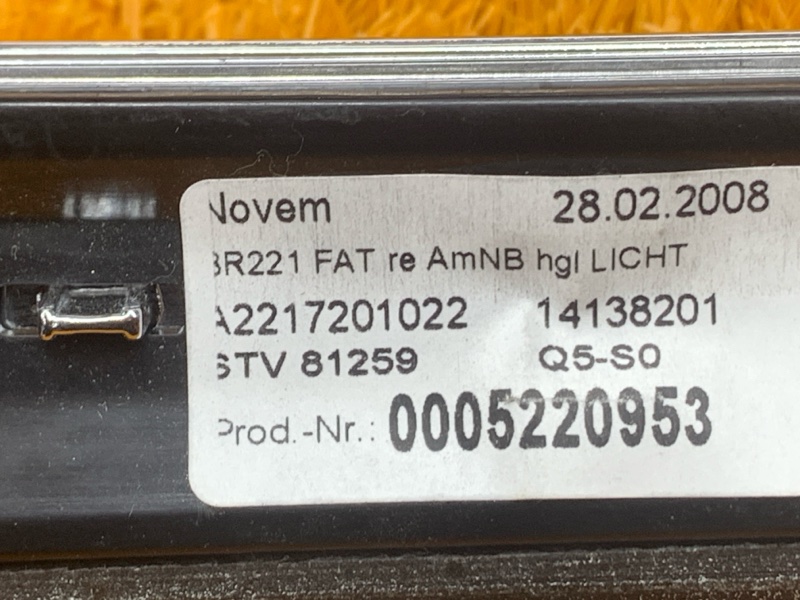 Novem 28.02.2008
BR221 FAT re AmNB hgl LICHT
A2217201022 14138201
STV 81259 Q5-S0
Prod.-Nr.: 0005220953